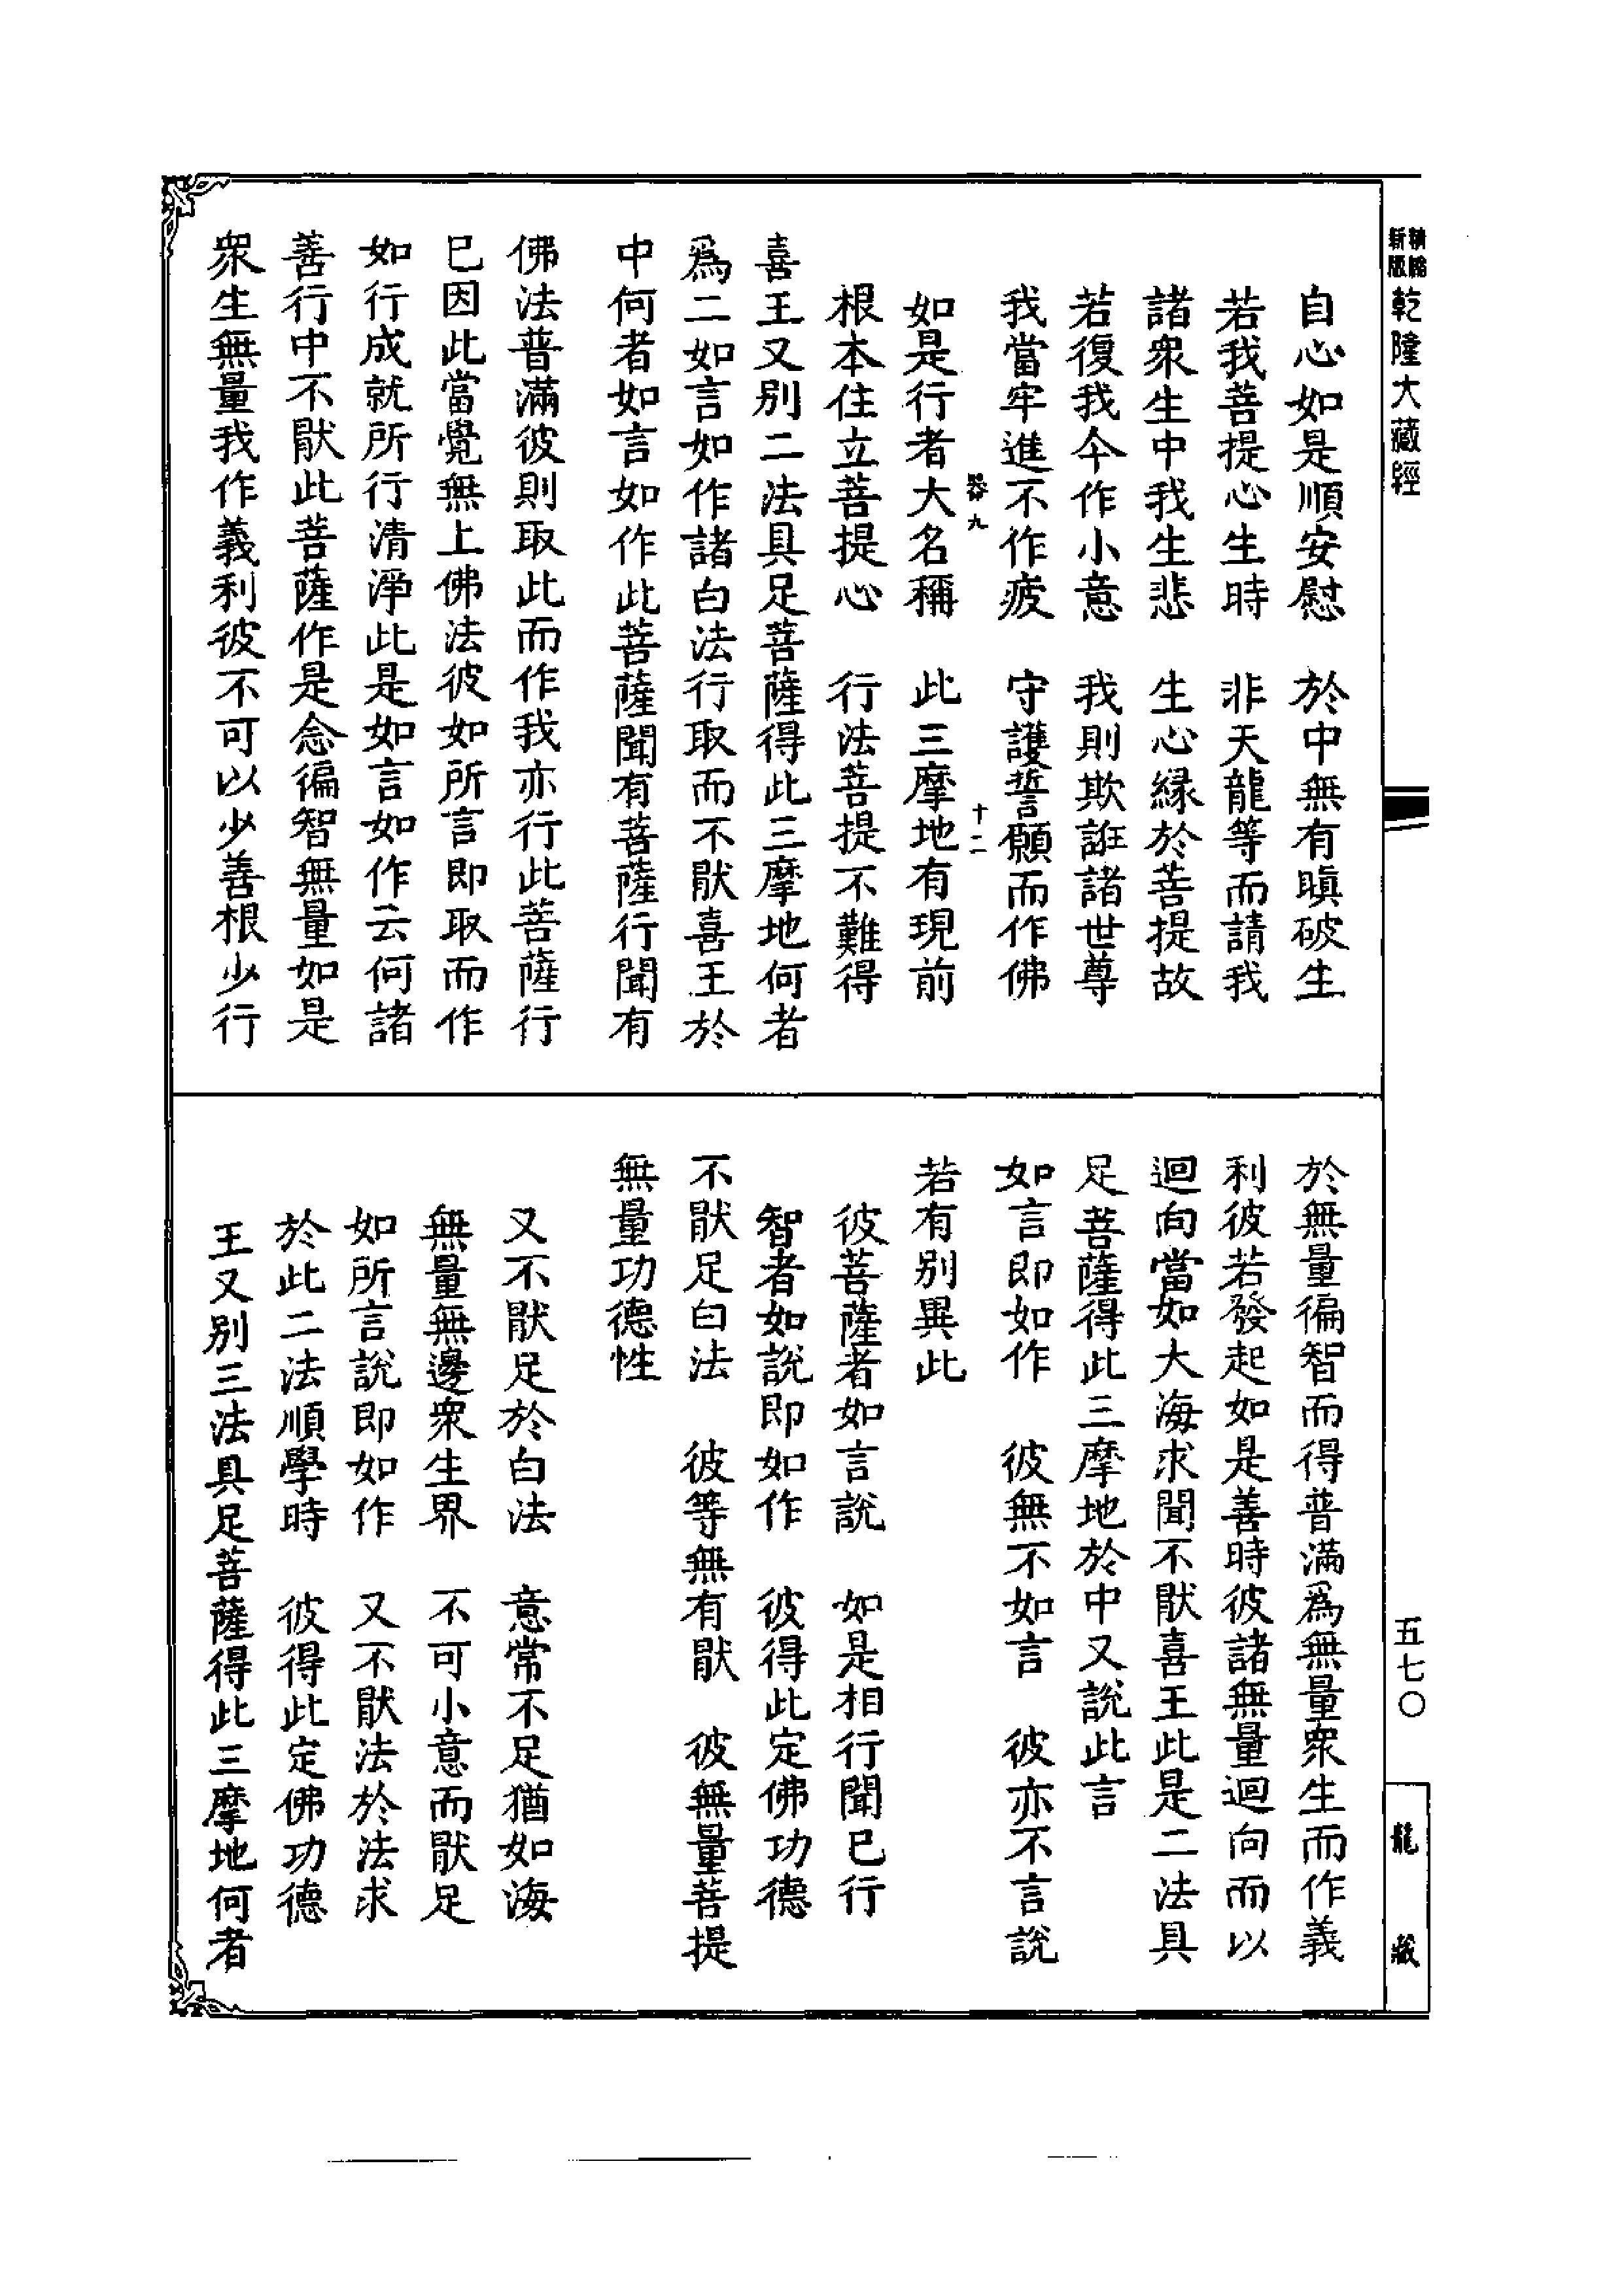 精縮新版乾隆大藏經
自心如是順安慰　於中無有瞋破生
若我菩提心生時　非天龍等而請我
諸衆生中我生悲　生心緣於菩提故
若復我今作小意　我則欺誑諸世尊
我當牢進不作疲　守護誓願而作佛
器九　十二
如是行者大名稱　此三摩地有現前
根本住立菩提心　行法菩提不難得
喜王又別二法具足菩薩得此三摩地何者
爲二如言如作諸白法行取而不猒喜王於
中何者如言如作此菩薩聞有菩薩行聞有
佛法普滿彼則取此而作我亦行此菩薩行
已因此當覺無上佛法彼如所言即取而作
如行成就所行清淨此是如言如作云何諸
善行中不猒此菩薩作是念徧智無量如是
衆生無量我作義利彼不可以少善根少行
於無量徧智而得普滿爲無量衆生而作義
利彼若發起如是善時彼諸無量迴向而以
迴向當如大海求聞不猒喜王此是二法具
足菩薩得此三摩地於中又說此言
如言即如作　彼無不如言　彼亦不言說
若有別異此
彼菩薩者如言說　如是相行聞已行
智者如說即如作　彼得此定佛功德
不猒足白法　彼等無有猒　彼無量菩提
無量功德性
又不猒足於白法　意常不足猶如海
無量無邊衆生界　不可小意而猒足
如所言說即如作　又不猒法於法求
於此二法順學時　彼得此定佛功德
王又別三法具足菩薩得此三摩地何者
五七〇
龍藏